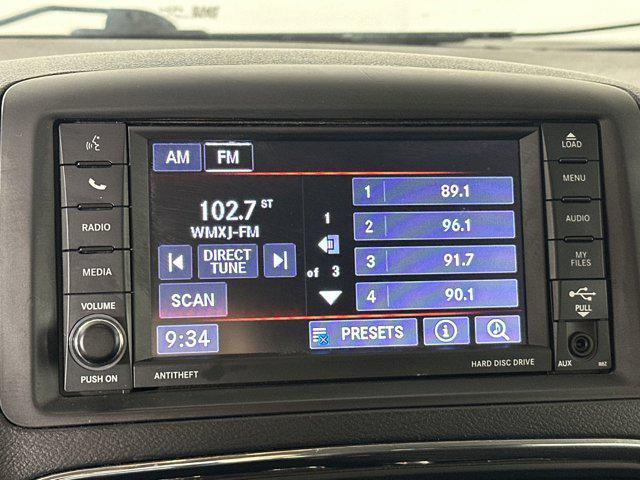 AM FM
102.7 ST
WMXJ-FM
DIRECT TUNE
SCAN
9:34
1
of 3
1 89.1
2 96.1
3 91.7
4 90.1
PRESETS
RADIO
MEDIA
VOLUME
PUSH ON
ANTITHEFT
HARD DISC DRIVE
LOAD
MENU
AUDIO
MY FILES
PULL
AUX RBZ